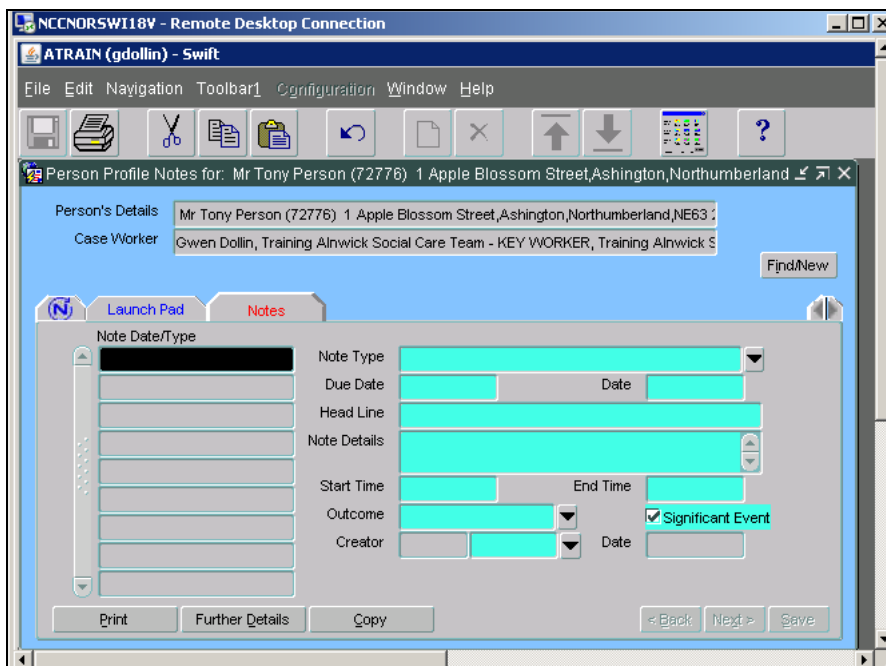 NCCNORSWI18V - Remote Desktop Connection
ATRAIN (gdollin) - Swift
File Edit Navigation Toolbar1 Configuration Window Help
?
Person Profile Notes for: Mr Tony Person (72776) 1 Apple Blossom Street,Ashington,Northumberland
Person's Details Mr Tony Person (72776) 1 Apple Blossom Street,Ashington,Northumberland,NE63
Case Worker Gwen Dollin, Training Alnwick Social Care Team - KEY WORKER, Training Alnwick S
Find/New
N Launch Pad Notes
Note Date/Type
Note Type
Due Date Date
Head Line
Note Details
Start Time End Time
Outcome Significant Event
Creator Date
Print Further Details Copy < Back Next > Save